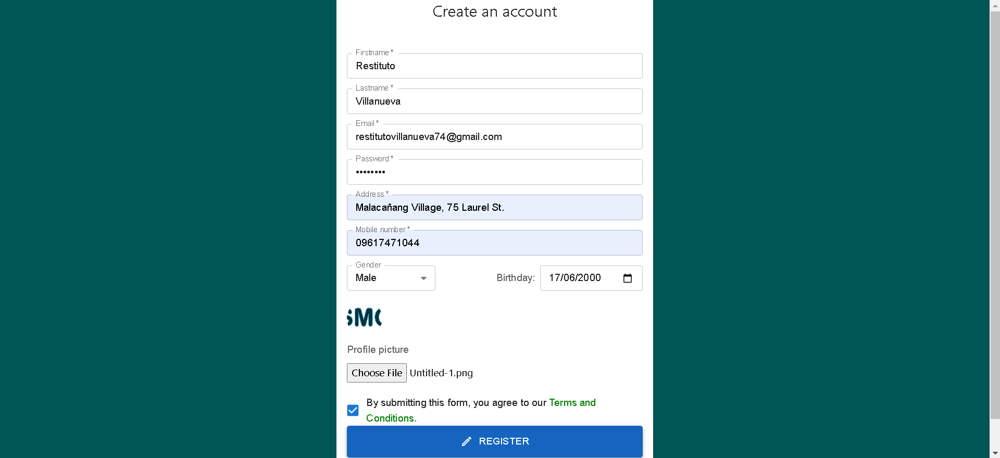 Create an account
Firstname *
Restituto
Lastname *
Villanueva
Email *
restitutovillanueva74@gmail.com
Password *
••••••••
Address *
Malacañang Village, 75 Laurel St.
Mobile number *
09617471044
Gender
Male
Birthday: 17/06/2000
SMC
Profile picture
Choose File Untitled-1.png
By submitting this form, you agree to our Terms and
Conditions.
REGISTER